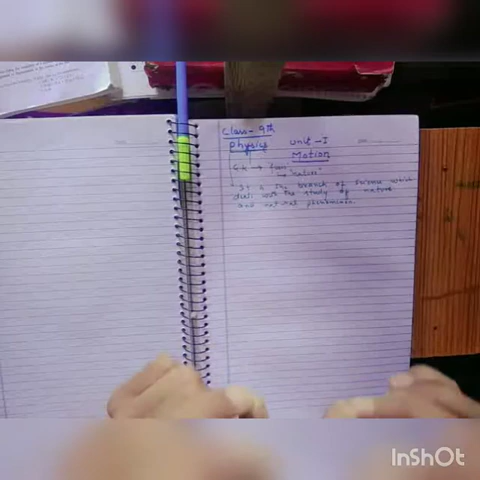 Class - 9th
Physics Unit - I
Motion
G.K → 
→ "nature"
It is the branch of science which
deals with the study of nature
and natural phenomena.
InShOt